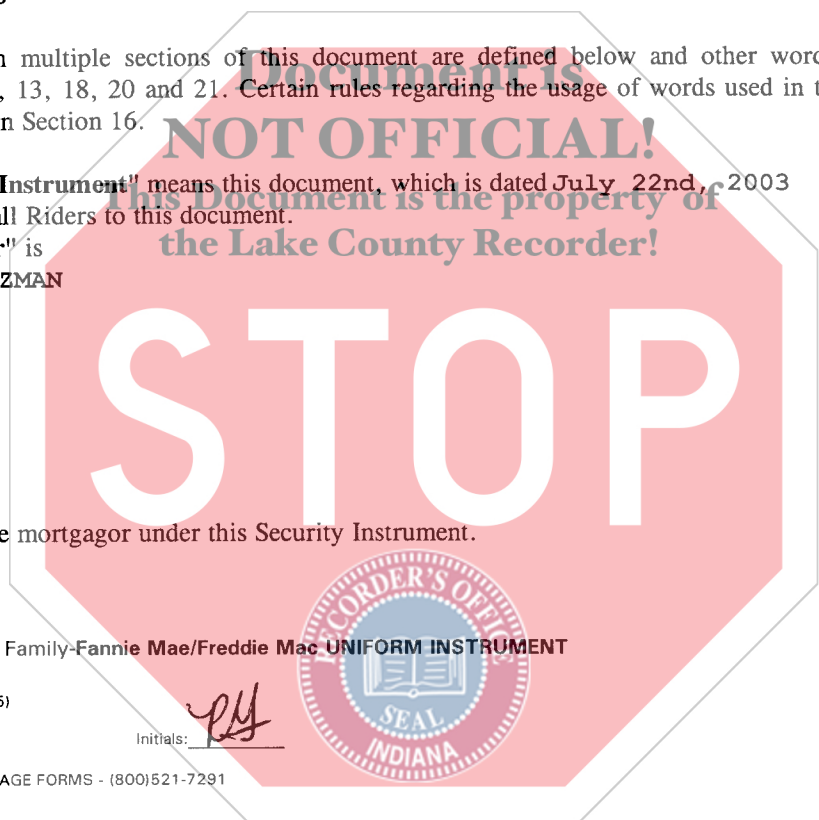 multiple sections of this document are defined below and other
, 13, 18, 20 and 21. Certain rules regarding the usage of words used in
n Section 16.
Document is
NOT OFFICIAL!
This Document is the property of
the Lake County Recorder!
Instrument" means this document, which is dated July 22nd, 2003
all Riders to this document.
" is
ZMAN
STOP
e mortgagor under this Security Instrument.
RECORDER'S OFFICE
SEAL
INDIANA
Family-Fannie Mae/Freddie Mac UNIFORM INSTRUMENT
Initials: PG
AGE FORMS - (800)521-7291